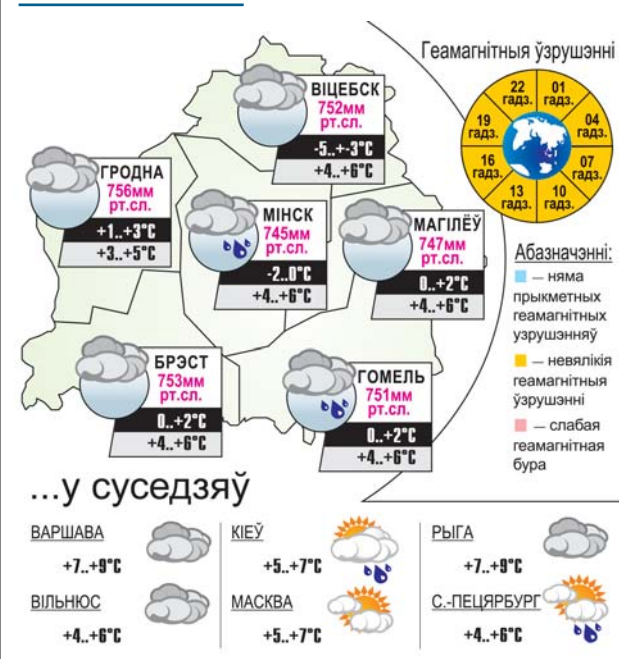 Геамагнітныя ўзрушэнні
22 гадз.
01 гадз.
04 гадз.
07 гадз.
10 гадз.
13 гадз.
16 гадз.
19 гадз.
ВІЦЕБСК
752мм
рт.сл.
-5..+-3°C
+4..+6°C
ГРОДНА
756мм
рт.сл.
+1..+3°C
+3..+5°C
МІНСК
745мм
рт.сл.
-2..0°C
+4..+6°C
МАГІЛЁЎ
747мм
рт.сл.
0..+2°C
+4..+6°C
БРЭСТ
753мм
рт.сл.
0..+2°C
+4..+6°C
ГОМЕЛЬ
751мм
рт.сл.
0..+2°C
+4..+6°C
Абазначэнні:
— няма
прыкметных
геамагнітных
узрушэнняў
— невялікія
геамагнітныя
ўзрушэнні
— слабая
геамагнітная
бура
...у суседзяў
ВАРШАВА
+7..+9°C
КІЕЎ
+5..+7°C
РЫГА
+7..+9°C
ВІЛЬНЮС
+4..+6°C
МАСКВА
+5..+7°C
С.-ПЕЦЯРБУРГ
+4..+6°C